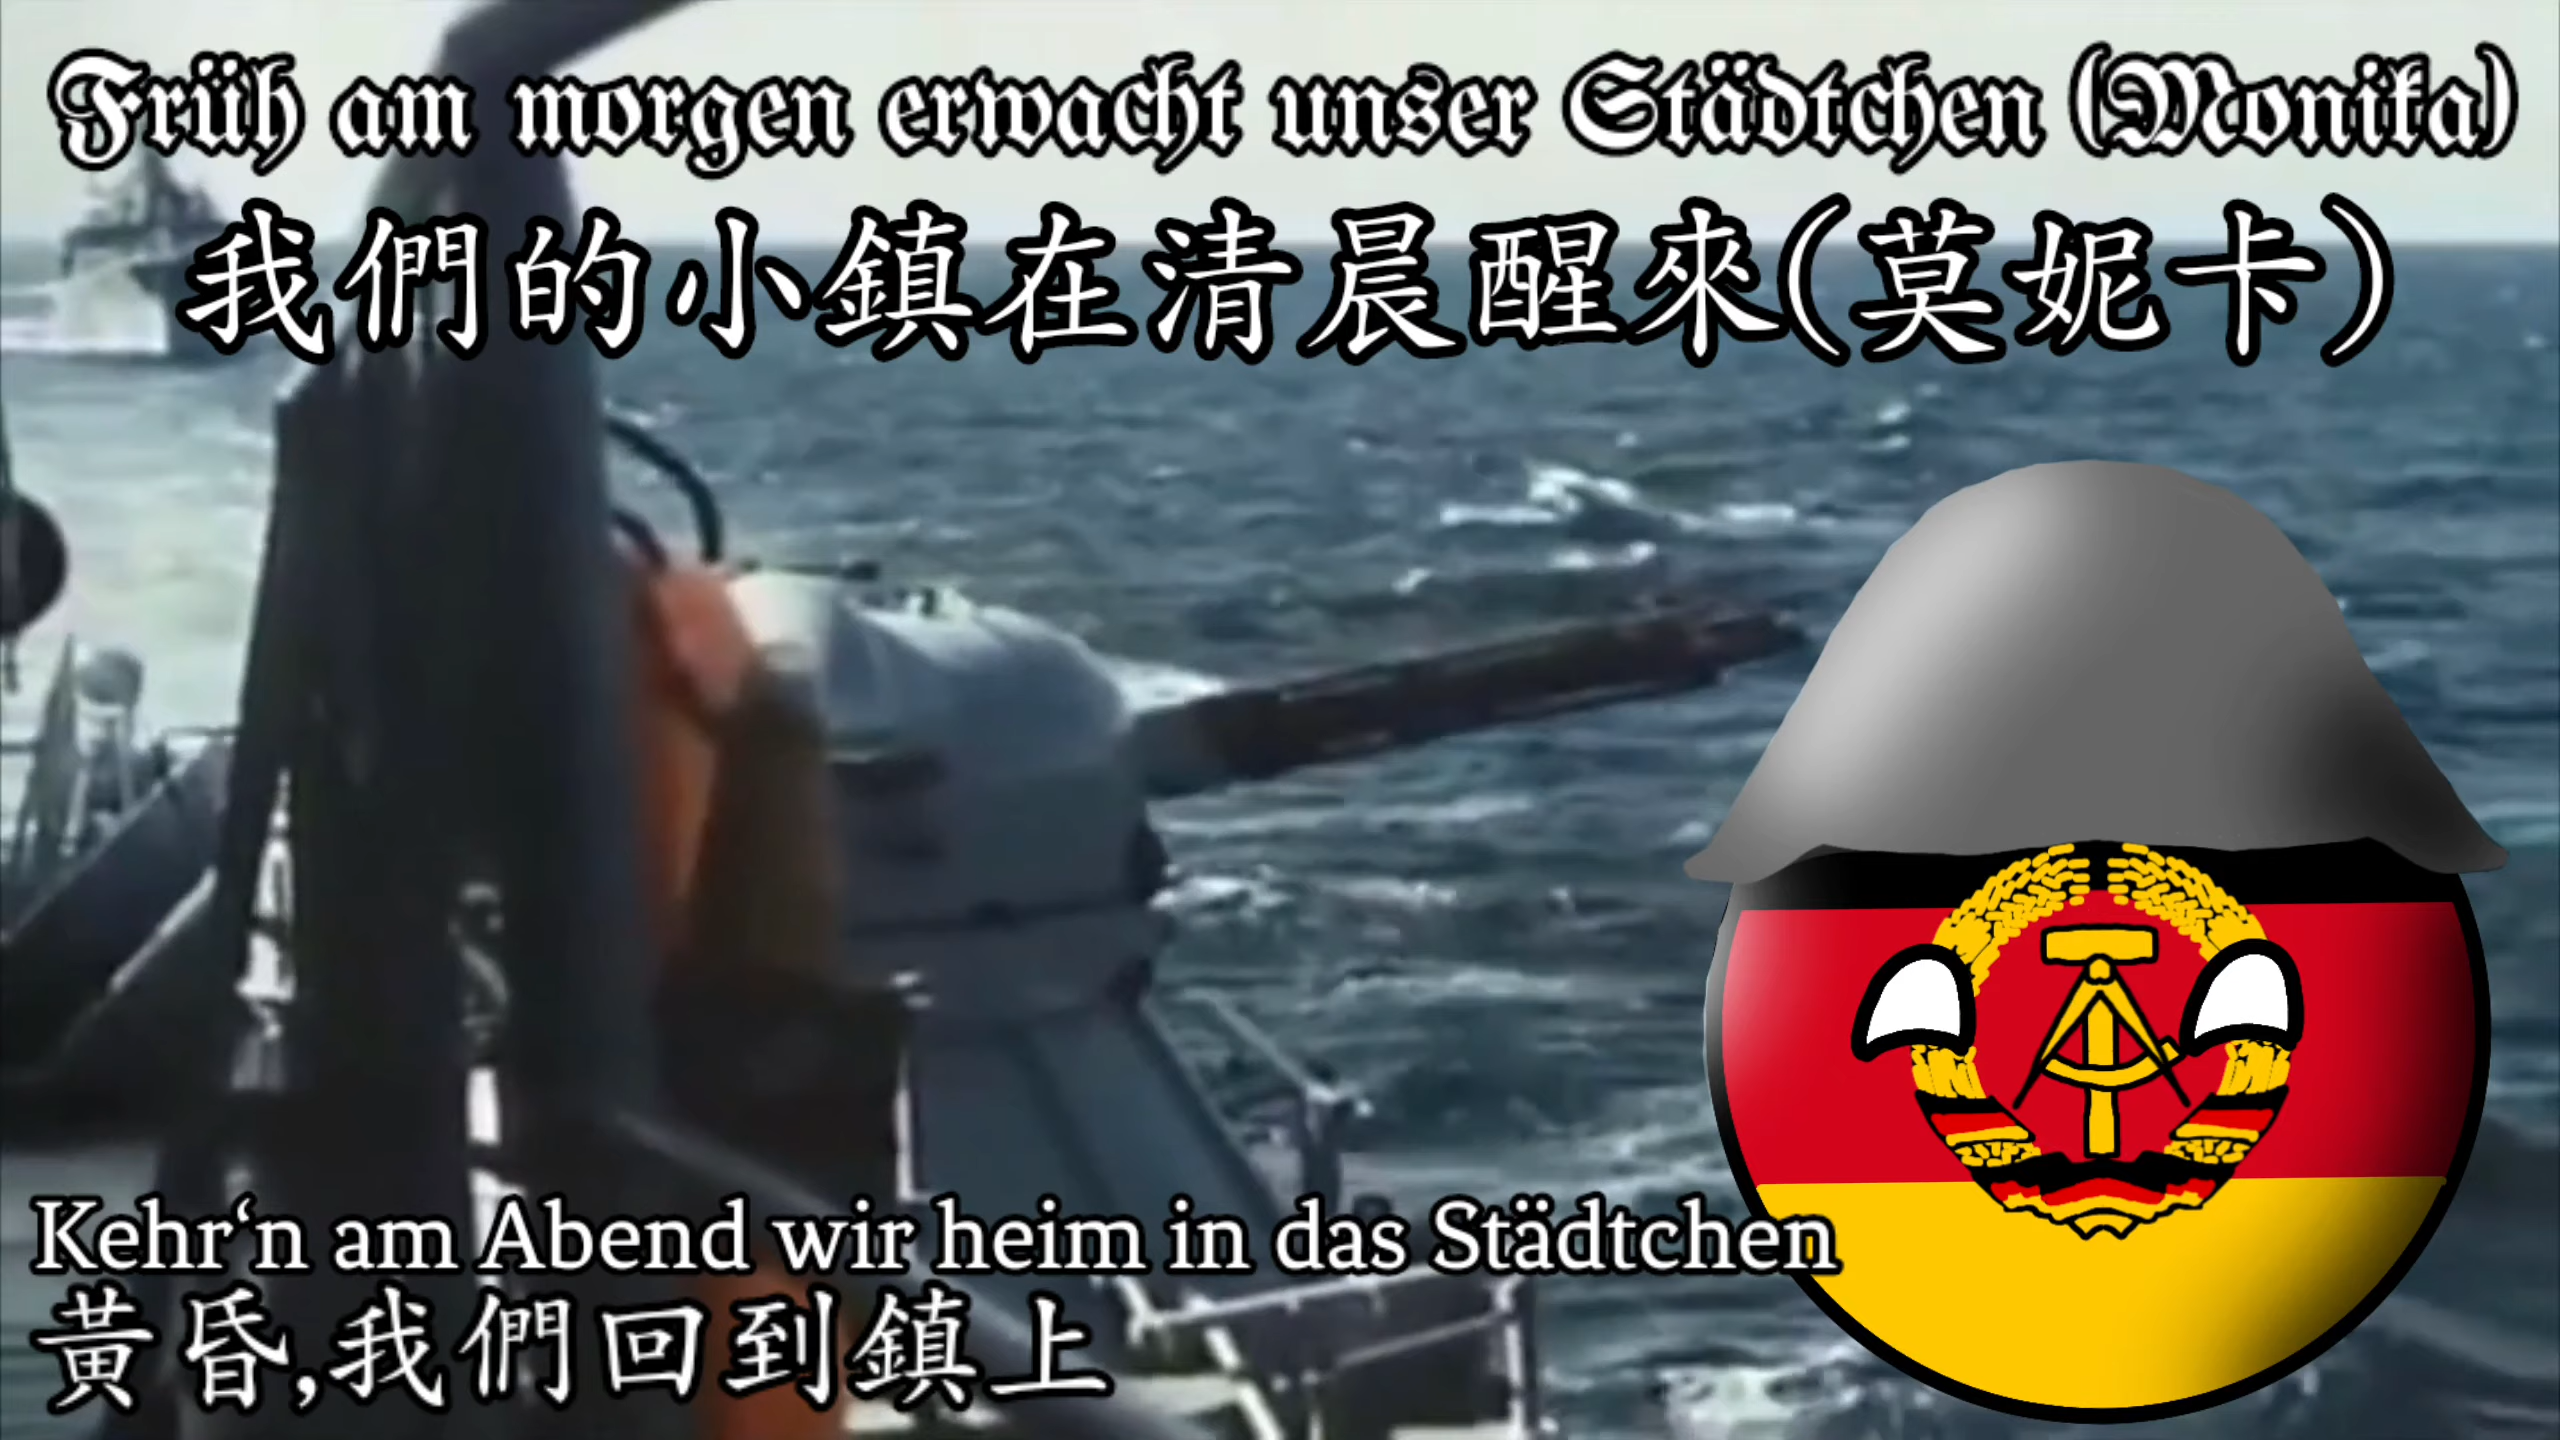 Früh am morgen erwacht unser Städtchen (Monika)
我們的小鎮在清晨醒來(莫妮卡)
Kehr‘n am Abend wir heim in das Städtchen
黃昏,我們回到鎮上